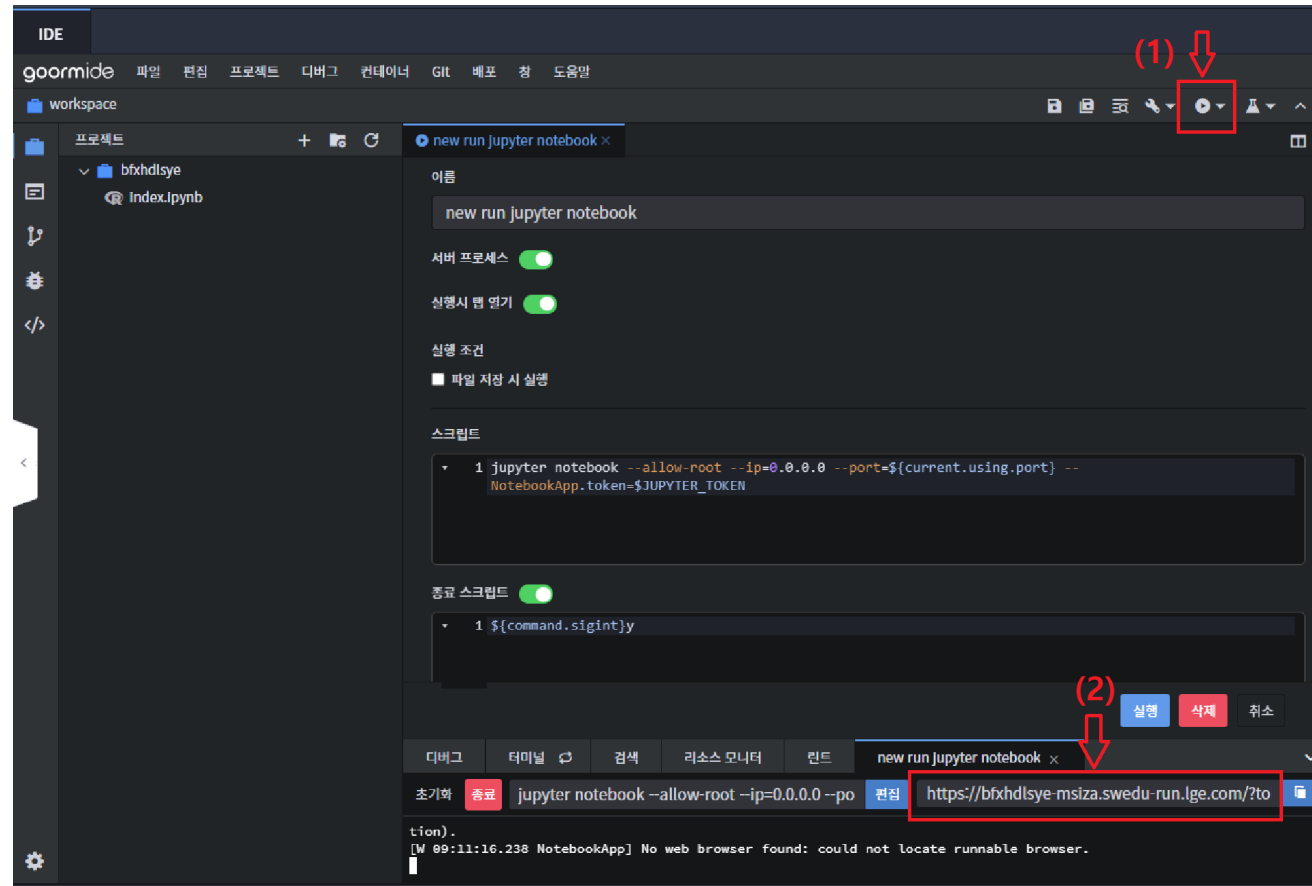 IDE
(1)
goormide 파일 편집 프로젝트 디버그 컨테이너 Git 배포 창 도움말
workspace
프로젝트
new run jupyter notebook
bfxhdlsye
index.ipynb
이름
new run jupyter notebook
서버 프로세스
실행시 탭 열기
실행 조건
파일 저장 시 실행
스크립트
1 jupyter notebook --allow-root --ip=0.0.0.0 --port=${current.using.port} --
NotebookApp.token=$JUPYTER_TOKEN
종료 스크립트
1 ${command.sigint}y
(2)
실행 삭제 취소
디버그 터미널 검색 리소스 모니터 린트 new run jupyter notebook
초기화 종료 jupyter notebook --allow-root --ip=0.0.0.0 --po 편집 https://bfxhdlsye-msiza.swedu-run.lge.com/?to
tion).
[W 09:11:16.238 NotebookApp] No web browser found: could not locate runnable browser.